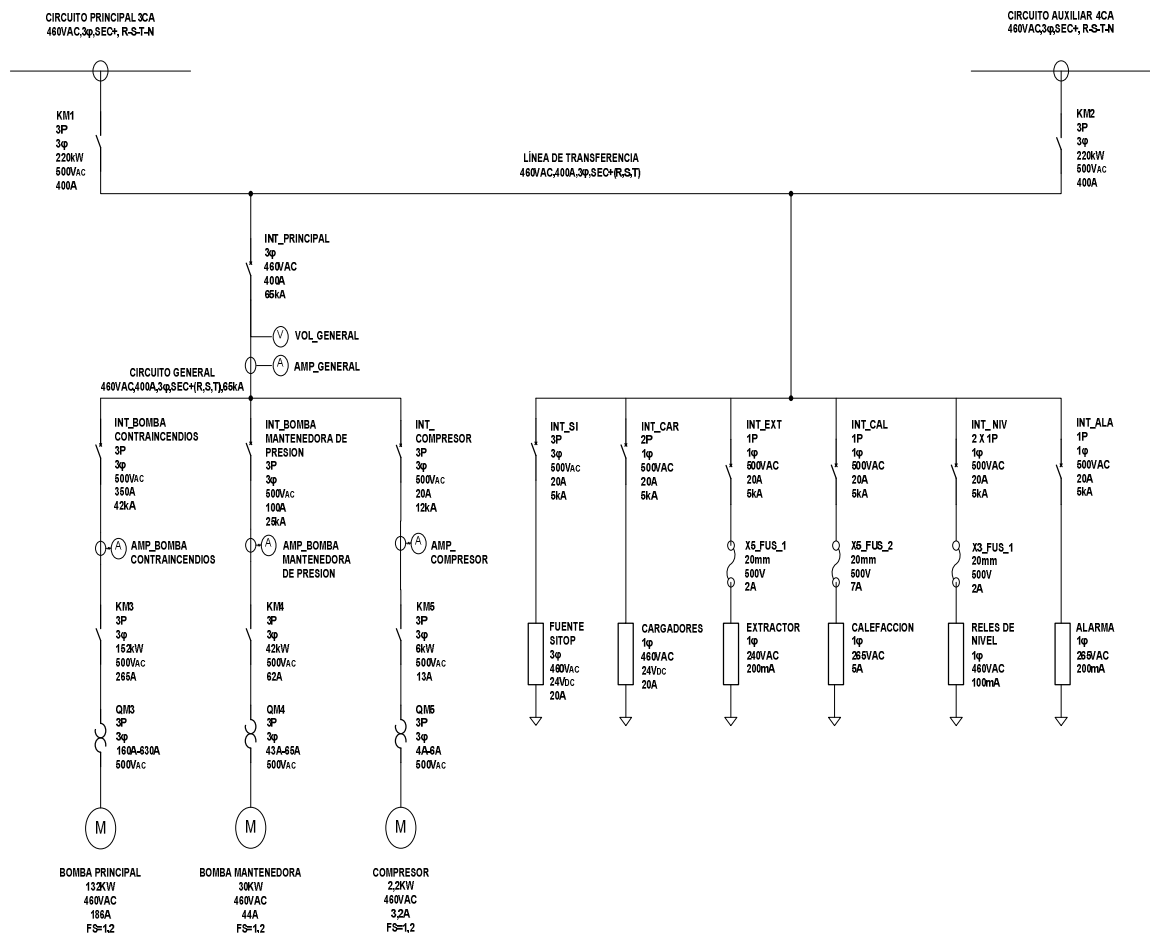 CIRCUITO PRINCIPAL 3CA
460VAC,3φ,SEC+, R-S-T-N
CIRCUITO AUXILIAR 4CA
460VAC,3φ,SEC+, R-S-T-N
KM1
3P
3φ
220kW
500VAC
400A
KM2
3P
3φ
220kW
500VAC
400A
LÍNEA DE TRANSFERENCIA
460VAC,400A,3φ,SEC+(R,S,T)
INT_PRINCIPAL
3φ
460VAC
400A
65kA
V
VOL_GENERAL
A
AMP_GENERAL
CIRCUITO GENERAL
460VAC,400A,3φ,SEC+(R,S,T),65kA
INT_BOMBA
CONTRAINCENDIOS
3P
3φ
500VAC
350A
42kA
INT_BOMBA
MANTENEDORA DE
PRESION
3P
3φ
500VAC
100A
25kA
INT_
COMPRESOR
3P
3φ
500VAC
20A
12kA
INT_SI
3P
3φ
500VAC
20A
5kA
INT_CAR
2P
1φ
500VAC
20A
5kA
INT_EXT
1P
1φ
500VAC
20A
5kA
INT_CAL
1P
1φ
500VAC
20A
5kA
INT_NIV
2 X 1P
1φ
500VAC
20A
5kA
INT_ALA
1P
1φ
500VAC
20A
5kA
A
AMP_BOMBA
CONTRAINCENDIOS
A
AMP_BOMBA
MANTENEDORA
DE PRESION
A
AMP_
COMPRESOR
X5_FUS_1
20mm
500V
2A
X5_FUS_2
20mm
500V
7A
X3_FUS_1
20mm
500V
2A
KM3
3P
3φ
152kW
500VAC
265A
KM4
3P
3φ
42kW
500VAC
62A
KM5
3P
3φ
6kW
500VAC
13A
FUENTE
SITOP
3φ
460VAC
24VDC
20A
CARGADORES
1φ
460VAC
24VDC
20A
EXTRACTOR
1φ
240VAC
200mA
CALEFACCION
1φ
265VAC
5A
RELES DE
NIVEL
1φ
460VAC
100mA
ALARMA
1φ
265VAC
200mA
QM3
3P
3φ
160A-630A
500VAC
QM4
3P
3φ
43A-65A
500VAC
QM5
3P
3φ
4A-6A
500VAC
M
M
M
BOMBA PRINCIPAL
132KW
460VAC
186A
FS=1,2
BOMBA MANTENEDORA
30KW
460VAC
44A
FS=1,2
COMPRESOR
2,2KW
460VAC
3,2A
FS=1,2